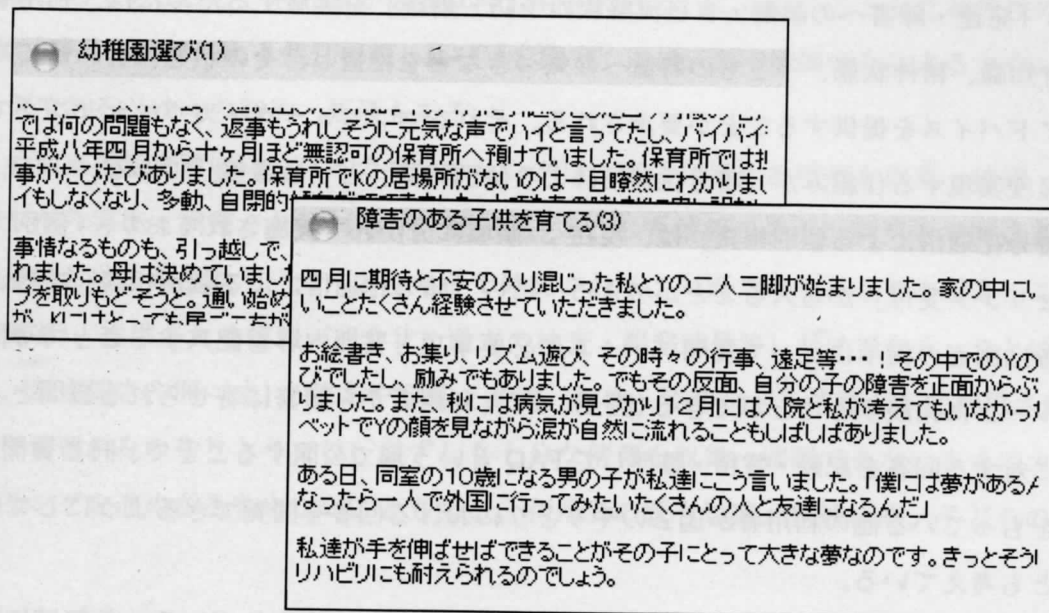 幼稚園選び(1)
では何の問題もなく、返事もうれしそうに元気な声でハイと言ってたし、バイバイ
平成八年四月から十ヶ月ほど無認可の保育所へ預けていました。保育所では
事がたびたびありました。保育所でKの居場所がないのは一目瞭然にわかりまし
イもしなくなり、多動、自閉的
事情なるものも、引っ越しで、
れました。母は決めていました
プを取りもどそうと。通い始め
障害のある子供を育てる(3)
四月に期待と不安の入り混じった私とYの二人三脚が始まりました。家の中にい
いことたくさん経験させていただきました。
お絵書き、お集り、リズム遊び、その時々の行事、遠足等・・・!その中でのYの
びでしたし、励みでもありました。でもその反面、自分の子の障害を正面からぶ
りました。また、秋には病気が見つかり12月には入院と私が考えてもいなかった
ベットでYの顔を見ながら涙が自然に流れることもしばしばありました。
ある日、同室の10歳になる男の子が私達にこう言いました。「僕には夢がある
なったら一人で外国に行ってみたいたくさんの人と友達になるんだ」
私達が手を伸ばせばできることがその子にとって大きな夢なのです。きっとそう
リハビリにも耐えられるのでしょう。